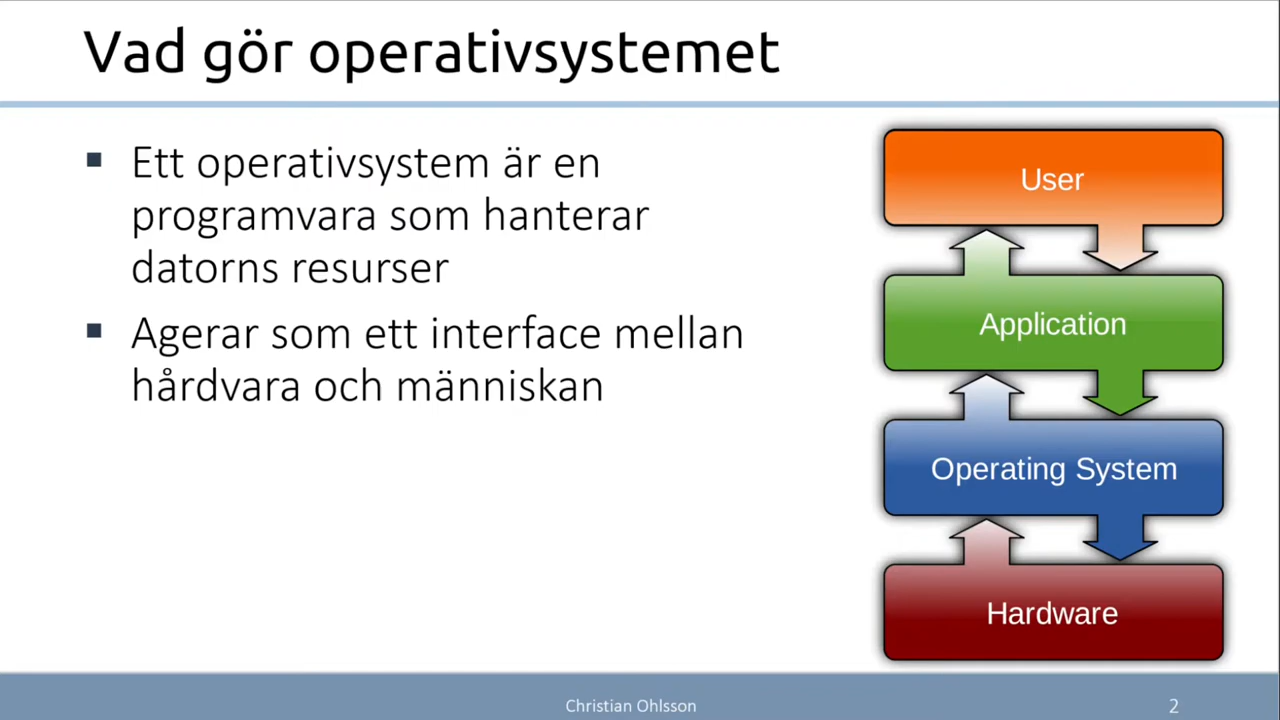 Vad gör operativsystemet
Ett operativsystem är en
programvara som hanterar
datorns resurser
Agerar som ett interface mellan
hårdvara och människan
User
Application
Operating System
Hardware
Christian Ohlsson
2